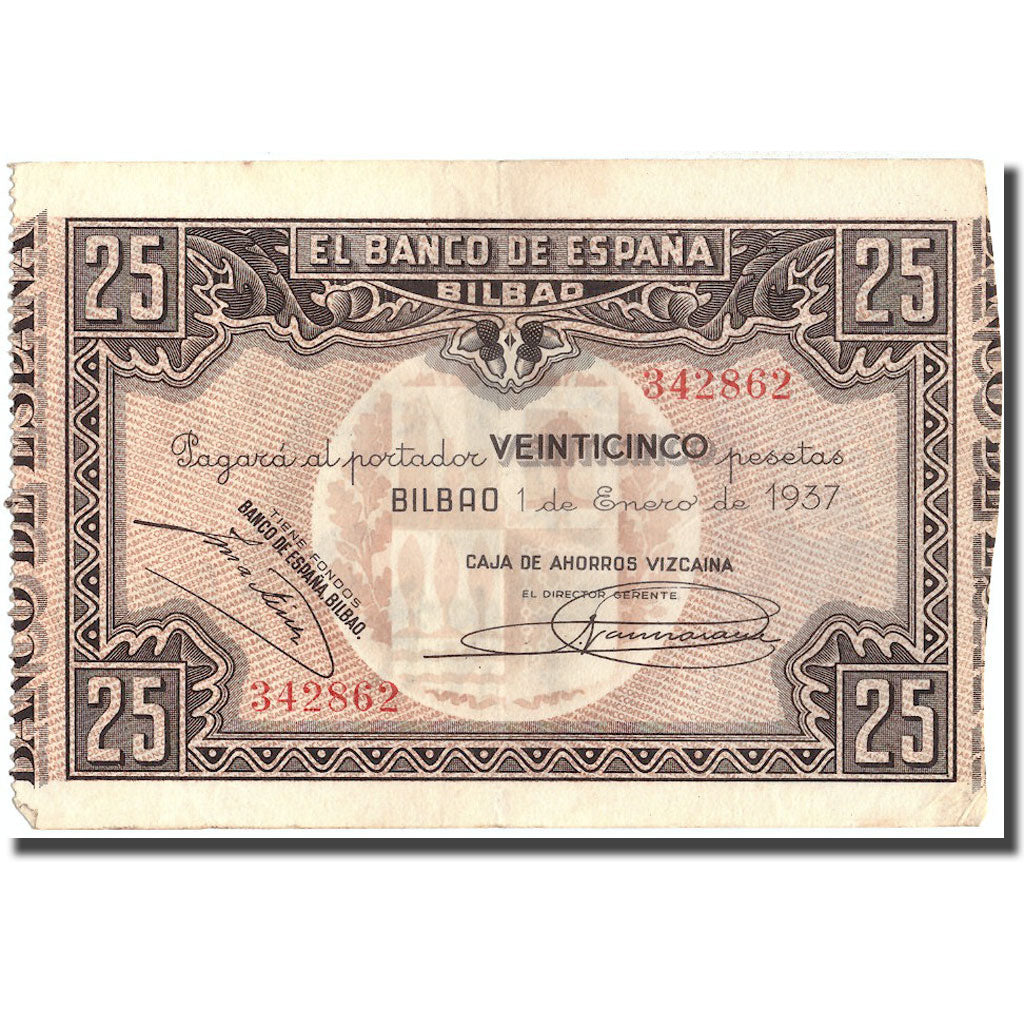 25 EL BANCO DE ESPAÑA 25
BILBAO
342862
Pagará al portador VEINTICINCO pesetas
BILBAO 1 de Enero de 1937
TIENE FONDOS
BANCO DE ESPAÑA, BILBAO.
CAJA DE AHORROS VIZCAINA
EL DIRECTOR GERENTE
342862
25 25
BANCO DE ESPAÑA